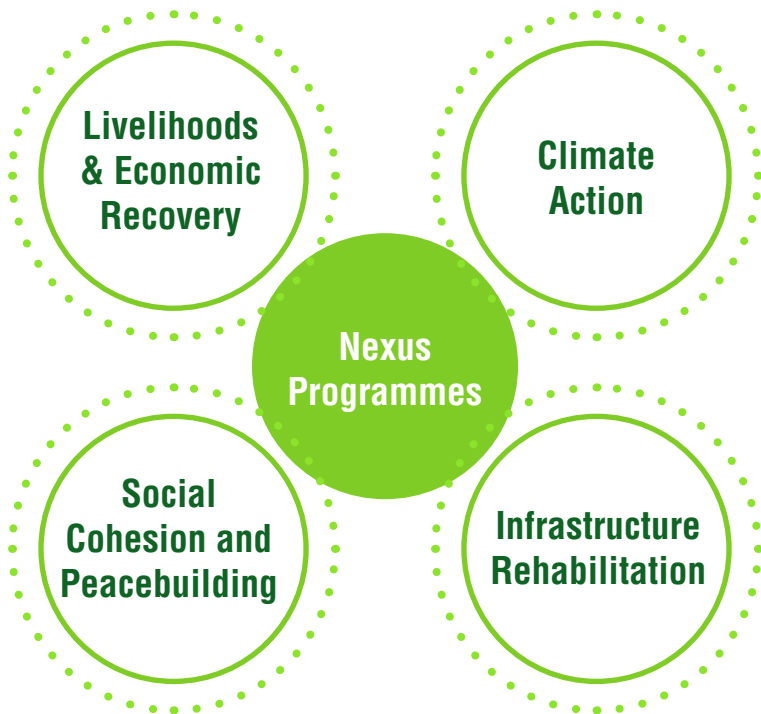 Livelihoods
& Economic
Recovery
Climate
Action
Nexus
Programmes
Social
Cohesion and
Peacebuilding
Infrastructure
Rehabilitation